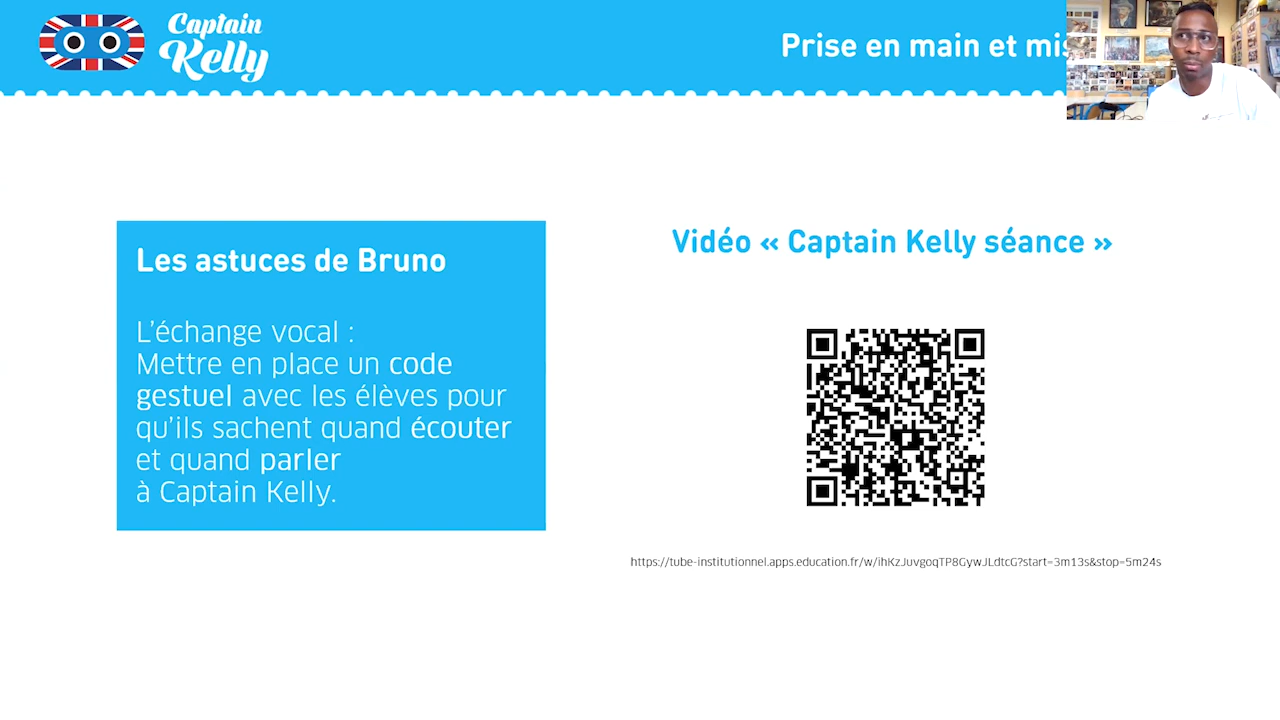 Captain
Kelly
Prise en main et mis
Les astuces de Bruno
L'échange vocal :
Mettre en place un code
gestuel avec les élèves pour
qu'ils sachent quand écouter
et quand parler
à Captain Kelly.
Vidéo « Captain Kelly séance »
https://tube-institutionnel.apps.education.fr/w/ihKzJuvgoqTP8GywJLdtcG?start=3m13s&stop=5m24s